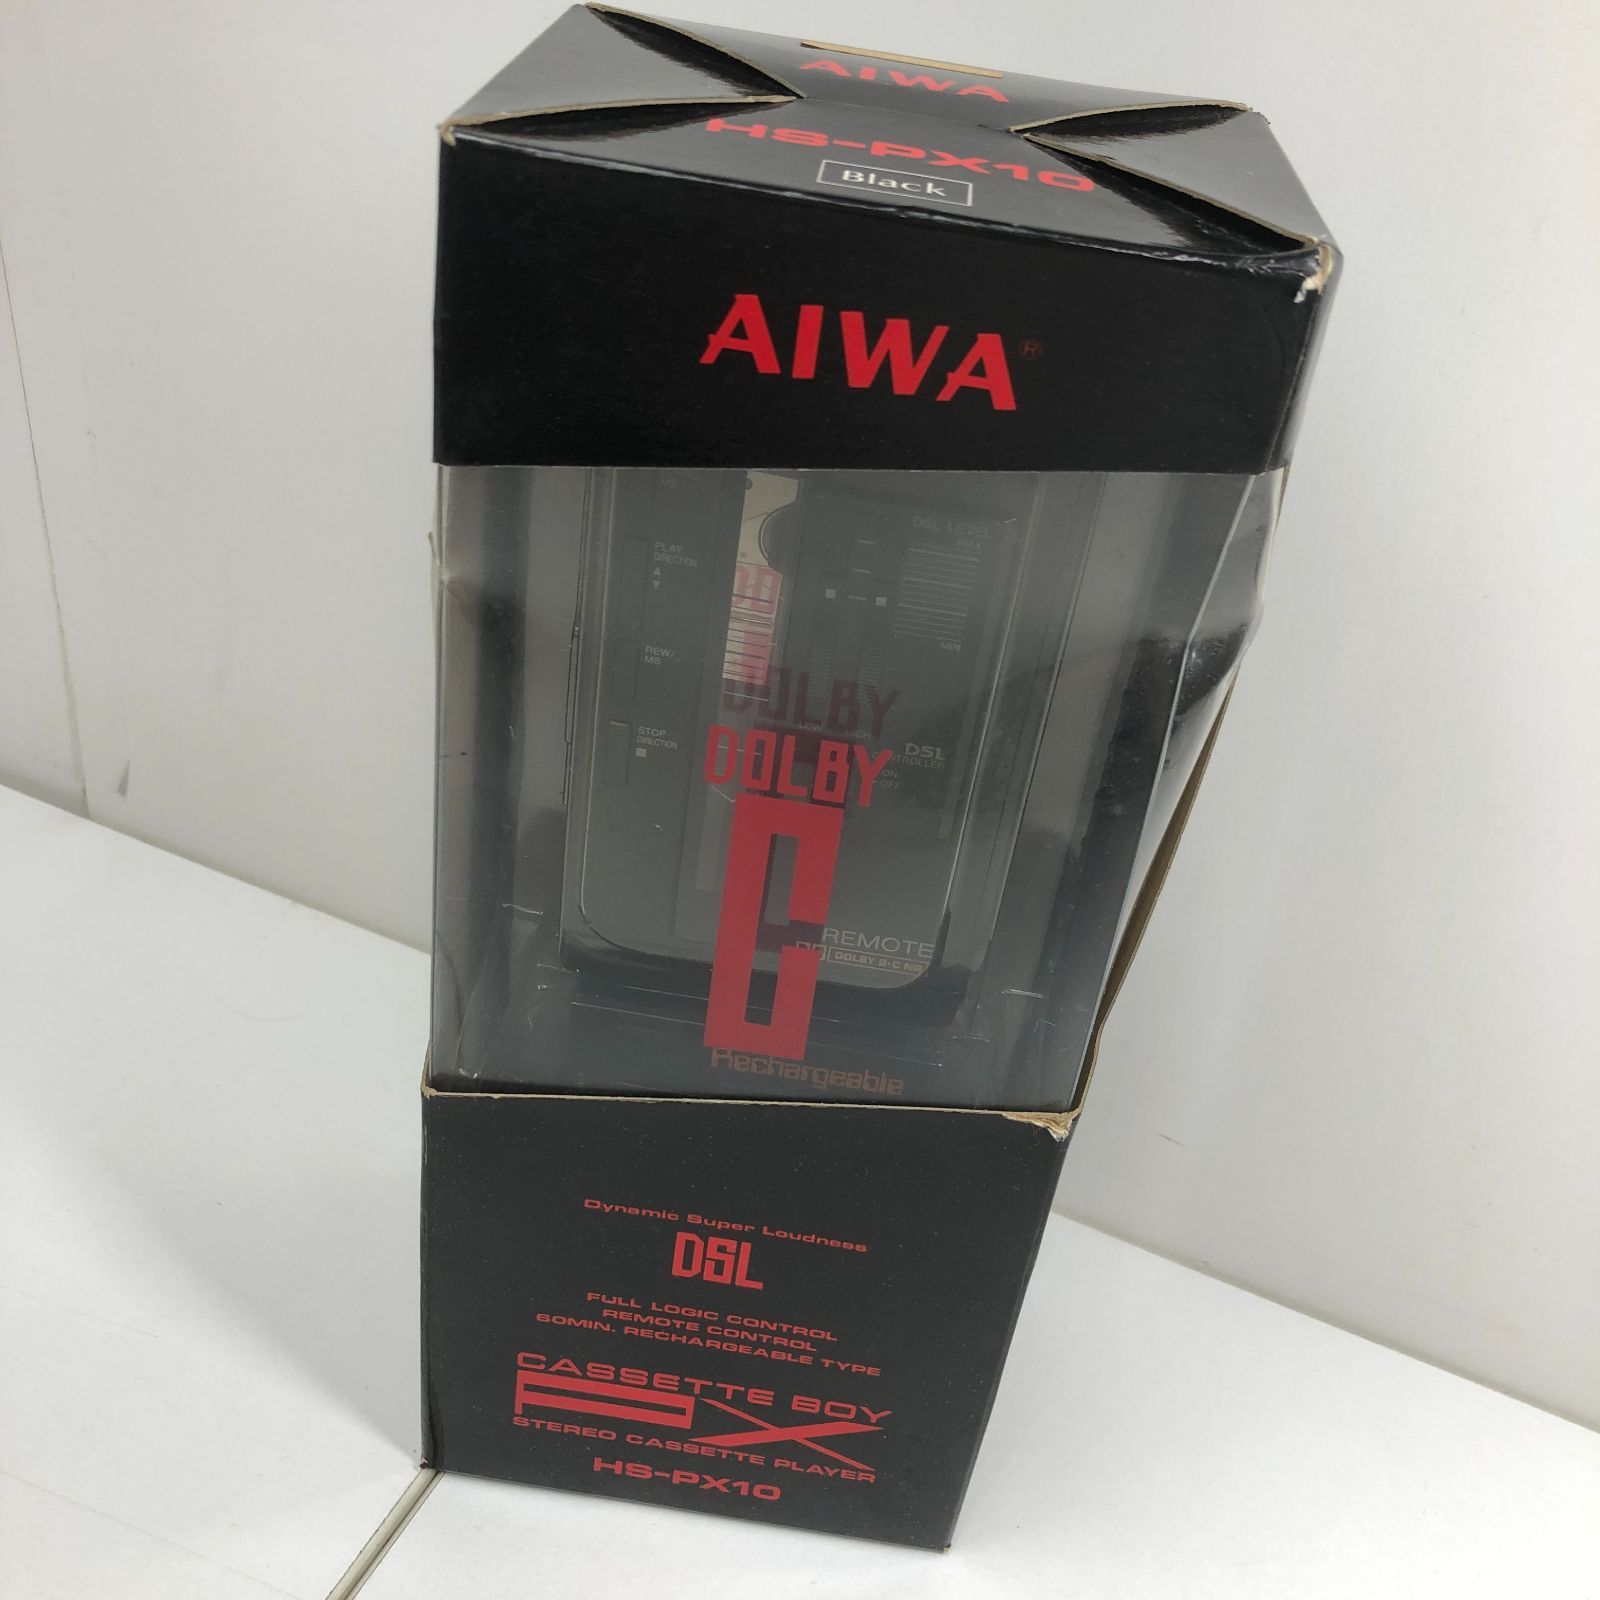 AIWA
HS-PX10
Black
AIWA®
MS
DSL LEVEL
MAX
PLAY
DIRECTION
MIN
REW/
MS
STOP
DIRECTION
DOLBY
LOW HIGH
DSL
CONTROLLER
ON
OFF
DOLBY
C
REMOTE
DOLBY B·C NR
Rechargeable
Dynamic Super Loudness
DSL
FULL LOGIC CONTROL
REMOTE CONTROL
60MIN. RECHARGEABLE TYPE
CASSETTE BOY
PX
STEREO CASSETTE PLAYER
HS-PX10